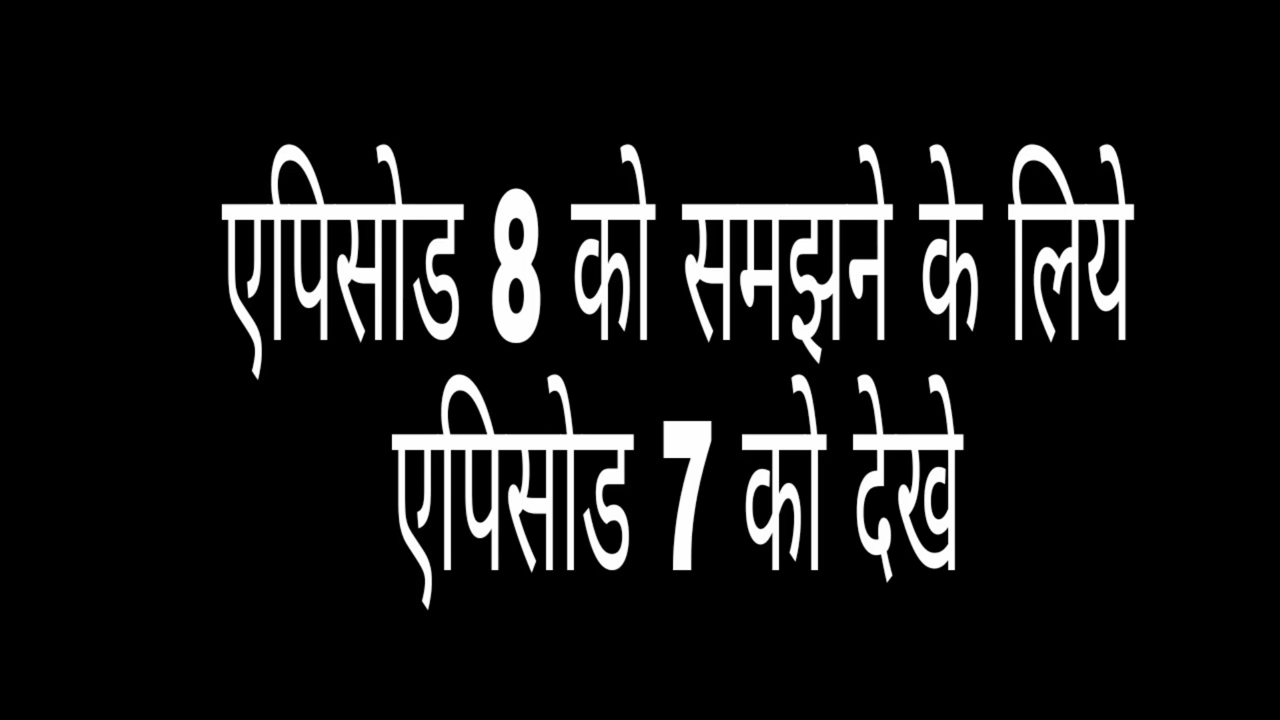 एपिसोड 8 को समझने के लिये
एपिसोड 7 को देखे